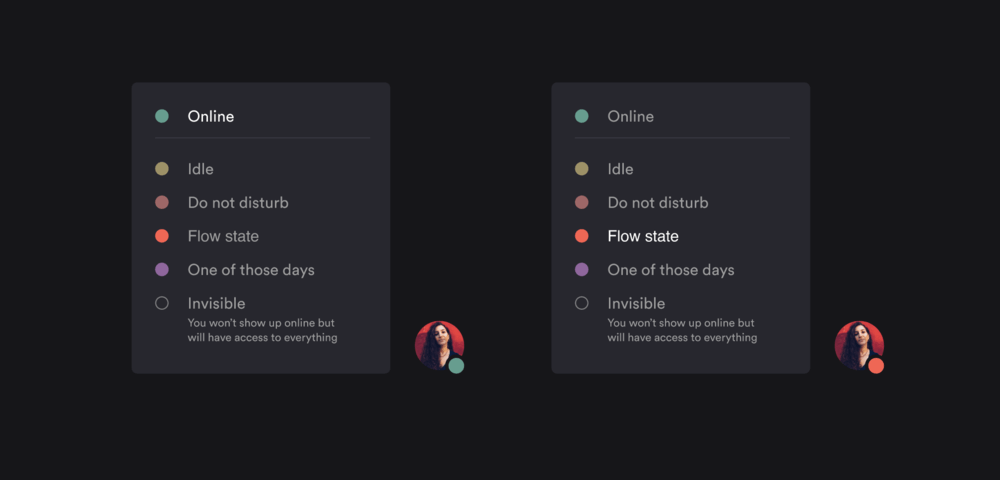 Online
Idle
Do not disturb
Flow state
One of those days
Invisible
You won't show up online but
will have access to everything
Online
Idle
Do not disturb
Flow state
One of those days
Invisible
You won't show up online but
will have access to everything